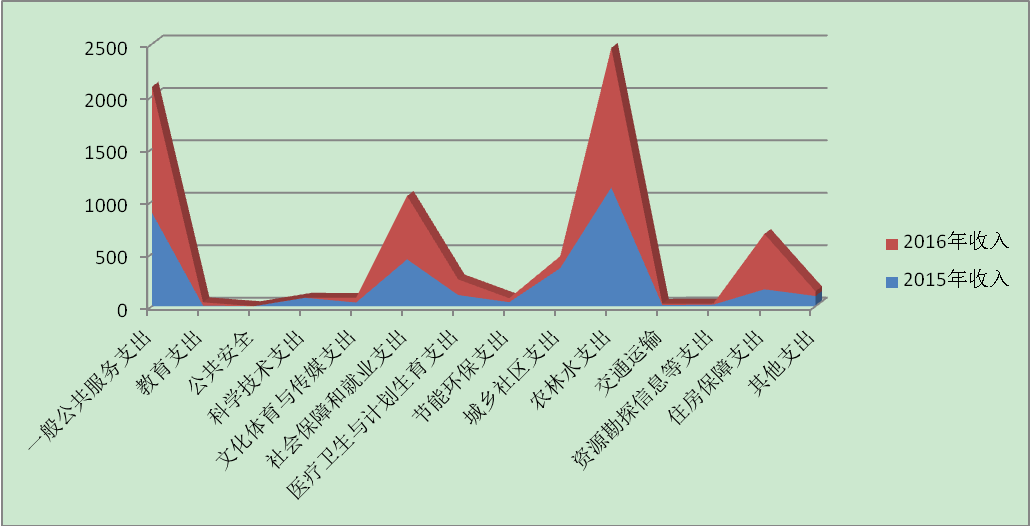 2500
2000
1500
1000
500
0
一般公共服务支出
教育支出
公共安全
科学技术支出
文化体育与传媒支出
社会保障和就业支出
医疗卫生与计划生育支出
节能环保支出
城乡社区支出
农林水支出
交通运输
资源勘探信息等支出
住房保障支出
其他支出
2016年收入
2015年收入